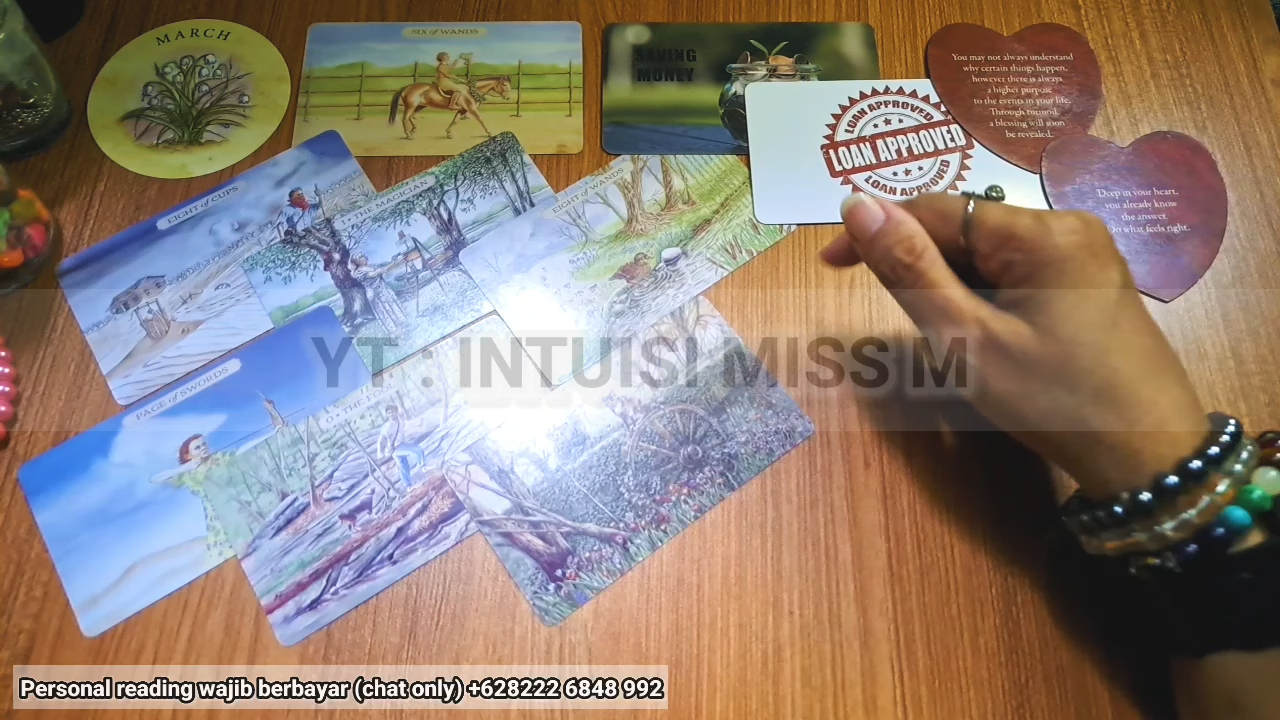 MARCH
SIX of WANDS
SAVING
MONEY
LOAN APPROVED
LOAN APPROVED
LOAN APPROVED
You may not always understand
why certain things happen,
however there is always
a higher purpose
to the events in your life.
Through turmoil,
a blessing will soon
be revealed.
Deep in your heart,
you already know
the answer.
Do what feels right.
EIGHT of CUPS
1 • THE MAGICIAN
EIGHT of WANDS
PAGE of SWORDS
0 • THE
YT : INTUISI MISS M
Personal reading wajib berbayar (chat only) +628222 6848 992